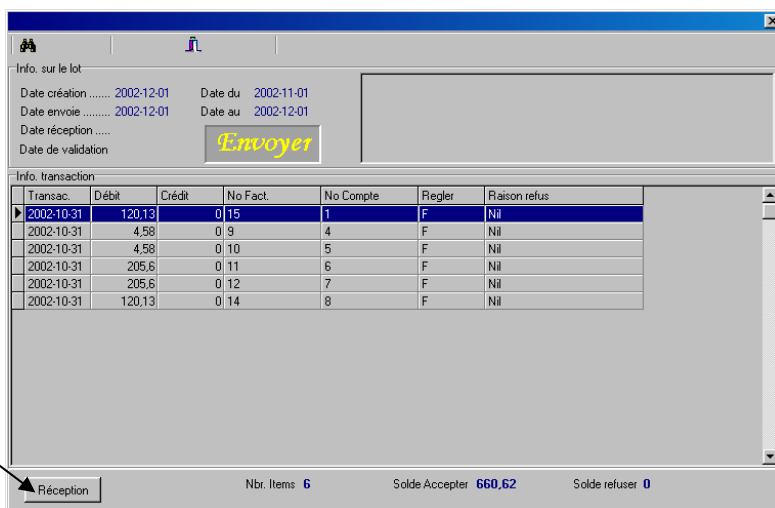 Info. sur le lot
Date création ....... 2002-12-01 Date du 2002-11-01
Date envoie ......... 2002-12-01 Date au 2002-12-01
Date réception .....
Date de validation
Envoyer
Info. transaction
Transac. Débit Crédit No Fact. No Compte Regler Raison refus
2002-10-31 120,13 0 15 1 F Nil
2002-10-31 4,58 0 9 4 F Nil
2002-10-31 4,58 0 10 5 F Nil
2002-10-31 205,6 0 11 6 F Nil
2002-10-31 205,6 0 12 7 F Nil
2002-10-31 120,13 0 14 8 F Nil
Réception Nbr. Items 6 Solde Accepter 660,62 Solde refuser 0